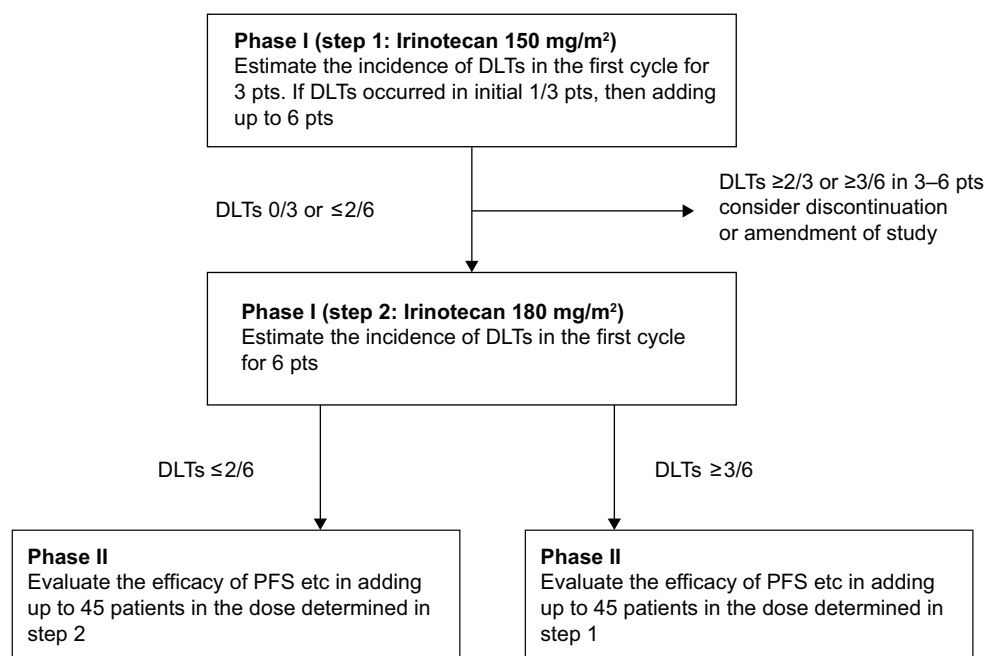 Phase I (step 1: Irinotecan 150 mg/m²)
Estimate the incidence of DLTs in the first cycle for
3 pts. If DLTs occurred in initial 1/3 pts, then adding
up to 6 pts
DLTs 0/3 or ≤2/6
DLTs ≥2/3 or ≥3/6 in 3–6 pts
consider discontinuation
or amendment of study
Phase I (step 2: Irinotecan 180 mg/m²)
Estimate the incidence of DLTs in the first cycle
for 6 pts
DLTs ≤2/6
DLTs ≥3/6
Phase II
Evaluate the efficacy of PFS etc in adding
up to 45 patients in the dose determined in
step 2
Phase II
Evaluate the efficacy of PFS etc in adding
up to 45 patients in the dose determined in
step 1